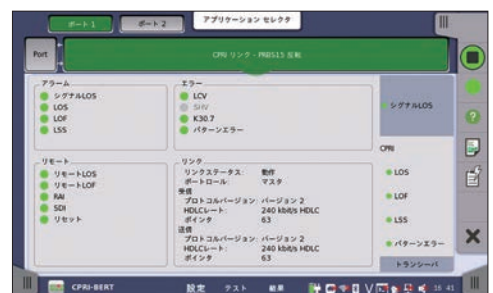 ポート 1
ポート 2
アプリケーション セレクタ
Port
CPRI リンク - PRBS15 反転
アラーム
シグナルLOS
LOS
LOF
LSS
エラー
LCV
SHV
K30.7
パターンエラー
シグナルLOS
CPRI
LOS
LOF
LSS
パターンエラー
トランシーバ
リモート
リモートLOS
リモートLOF
RAI
SDI
リセット
リンク
リンクステータス: 動作
ポートロール: マスタ
受信
プロトコルバージョン: バージョン 2
HDLCレート: 240 kbit/s HDLC
ポインタ 63
送信
プロトコルバージョン: バージョン 2
HDLCレート: 240 kbit/s HDLC
ポインタ 63
CPRI-BERT
設定
テスト
結果
16 41